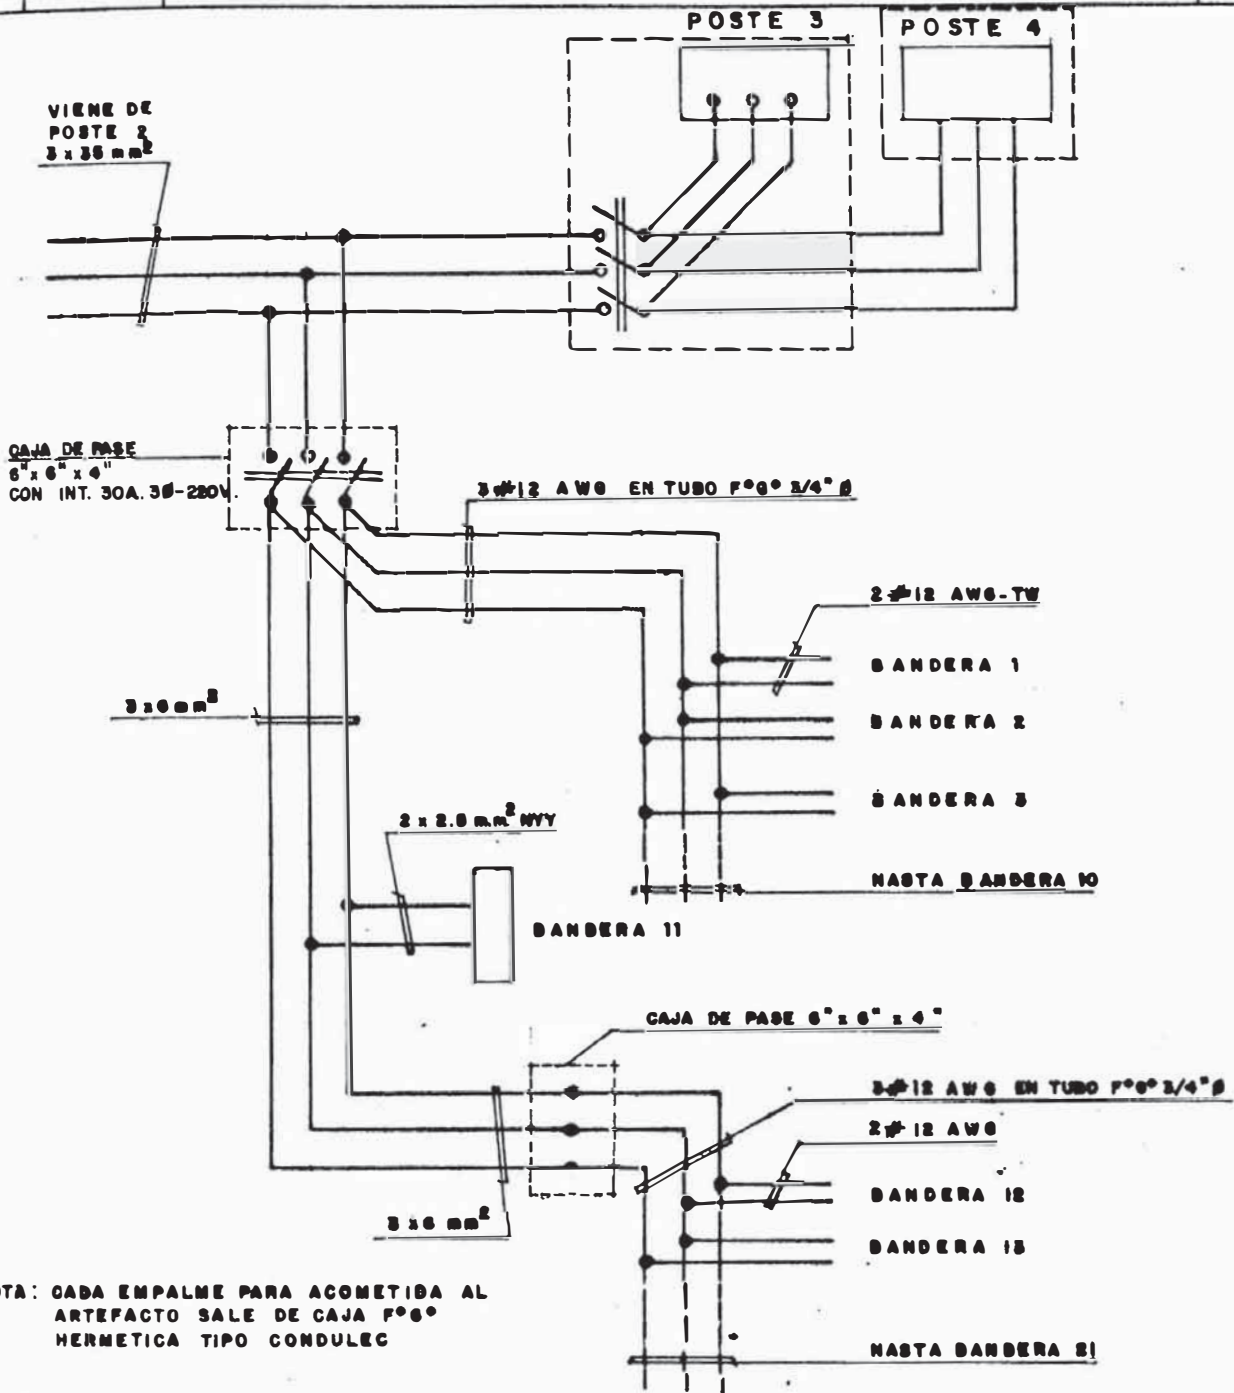 POSTE 3
POSTE 4
VIENE DE
POSTE 2
3 x 35 mm²
CAJA DE PASE
6" x 6" x 4"
CON INT. 30A. 3Ø-220V.
3#12 AWG EN TUBO F°G° 3/4" Ø
2#12 AWG-TW
BANDERA 1
BANDERA 2
BANDERA 3
3 x 6 mm²
2 x 2.5 mm² NYY
HASTA BANDERA 10
BANDERA 11
CAJA DE PASE 6" x 6" x 4"
3#12 AWG EN TUBO F°G° 3/4" Ø
2#12 AWG
BANDERA 12
3 x 6 mm²
BANDERA 13
OTA: CADA EMPALME PARA ACOMETIDA AL
ARTEFACTO SALE DE CAJA F°G°
HERMETICA TIPO CONDULEC
HASTA BANDERA 21